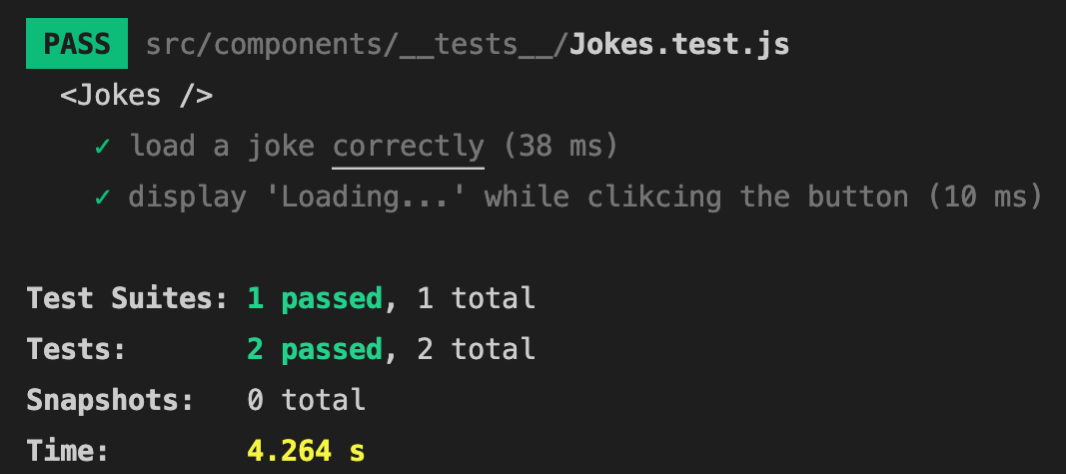 PASS src/components/__tests__/Jokes.test.js
<Jokes />
✓ load a joke correctly (38 ms)
✓ display 'Loading...' while clikcing the button (10 ms)
Test Suites: 1 passed, 1 total
Tests: 2 passed, 2 total
Snapshots: 0 total
Time: 4.264 s